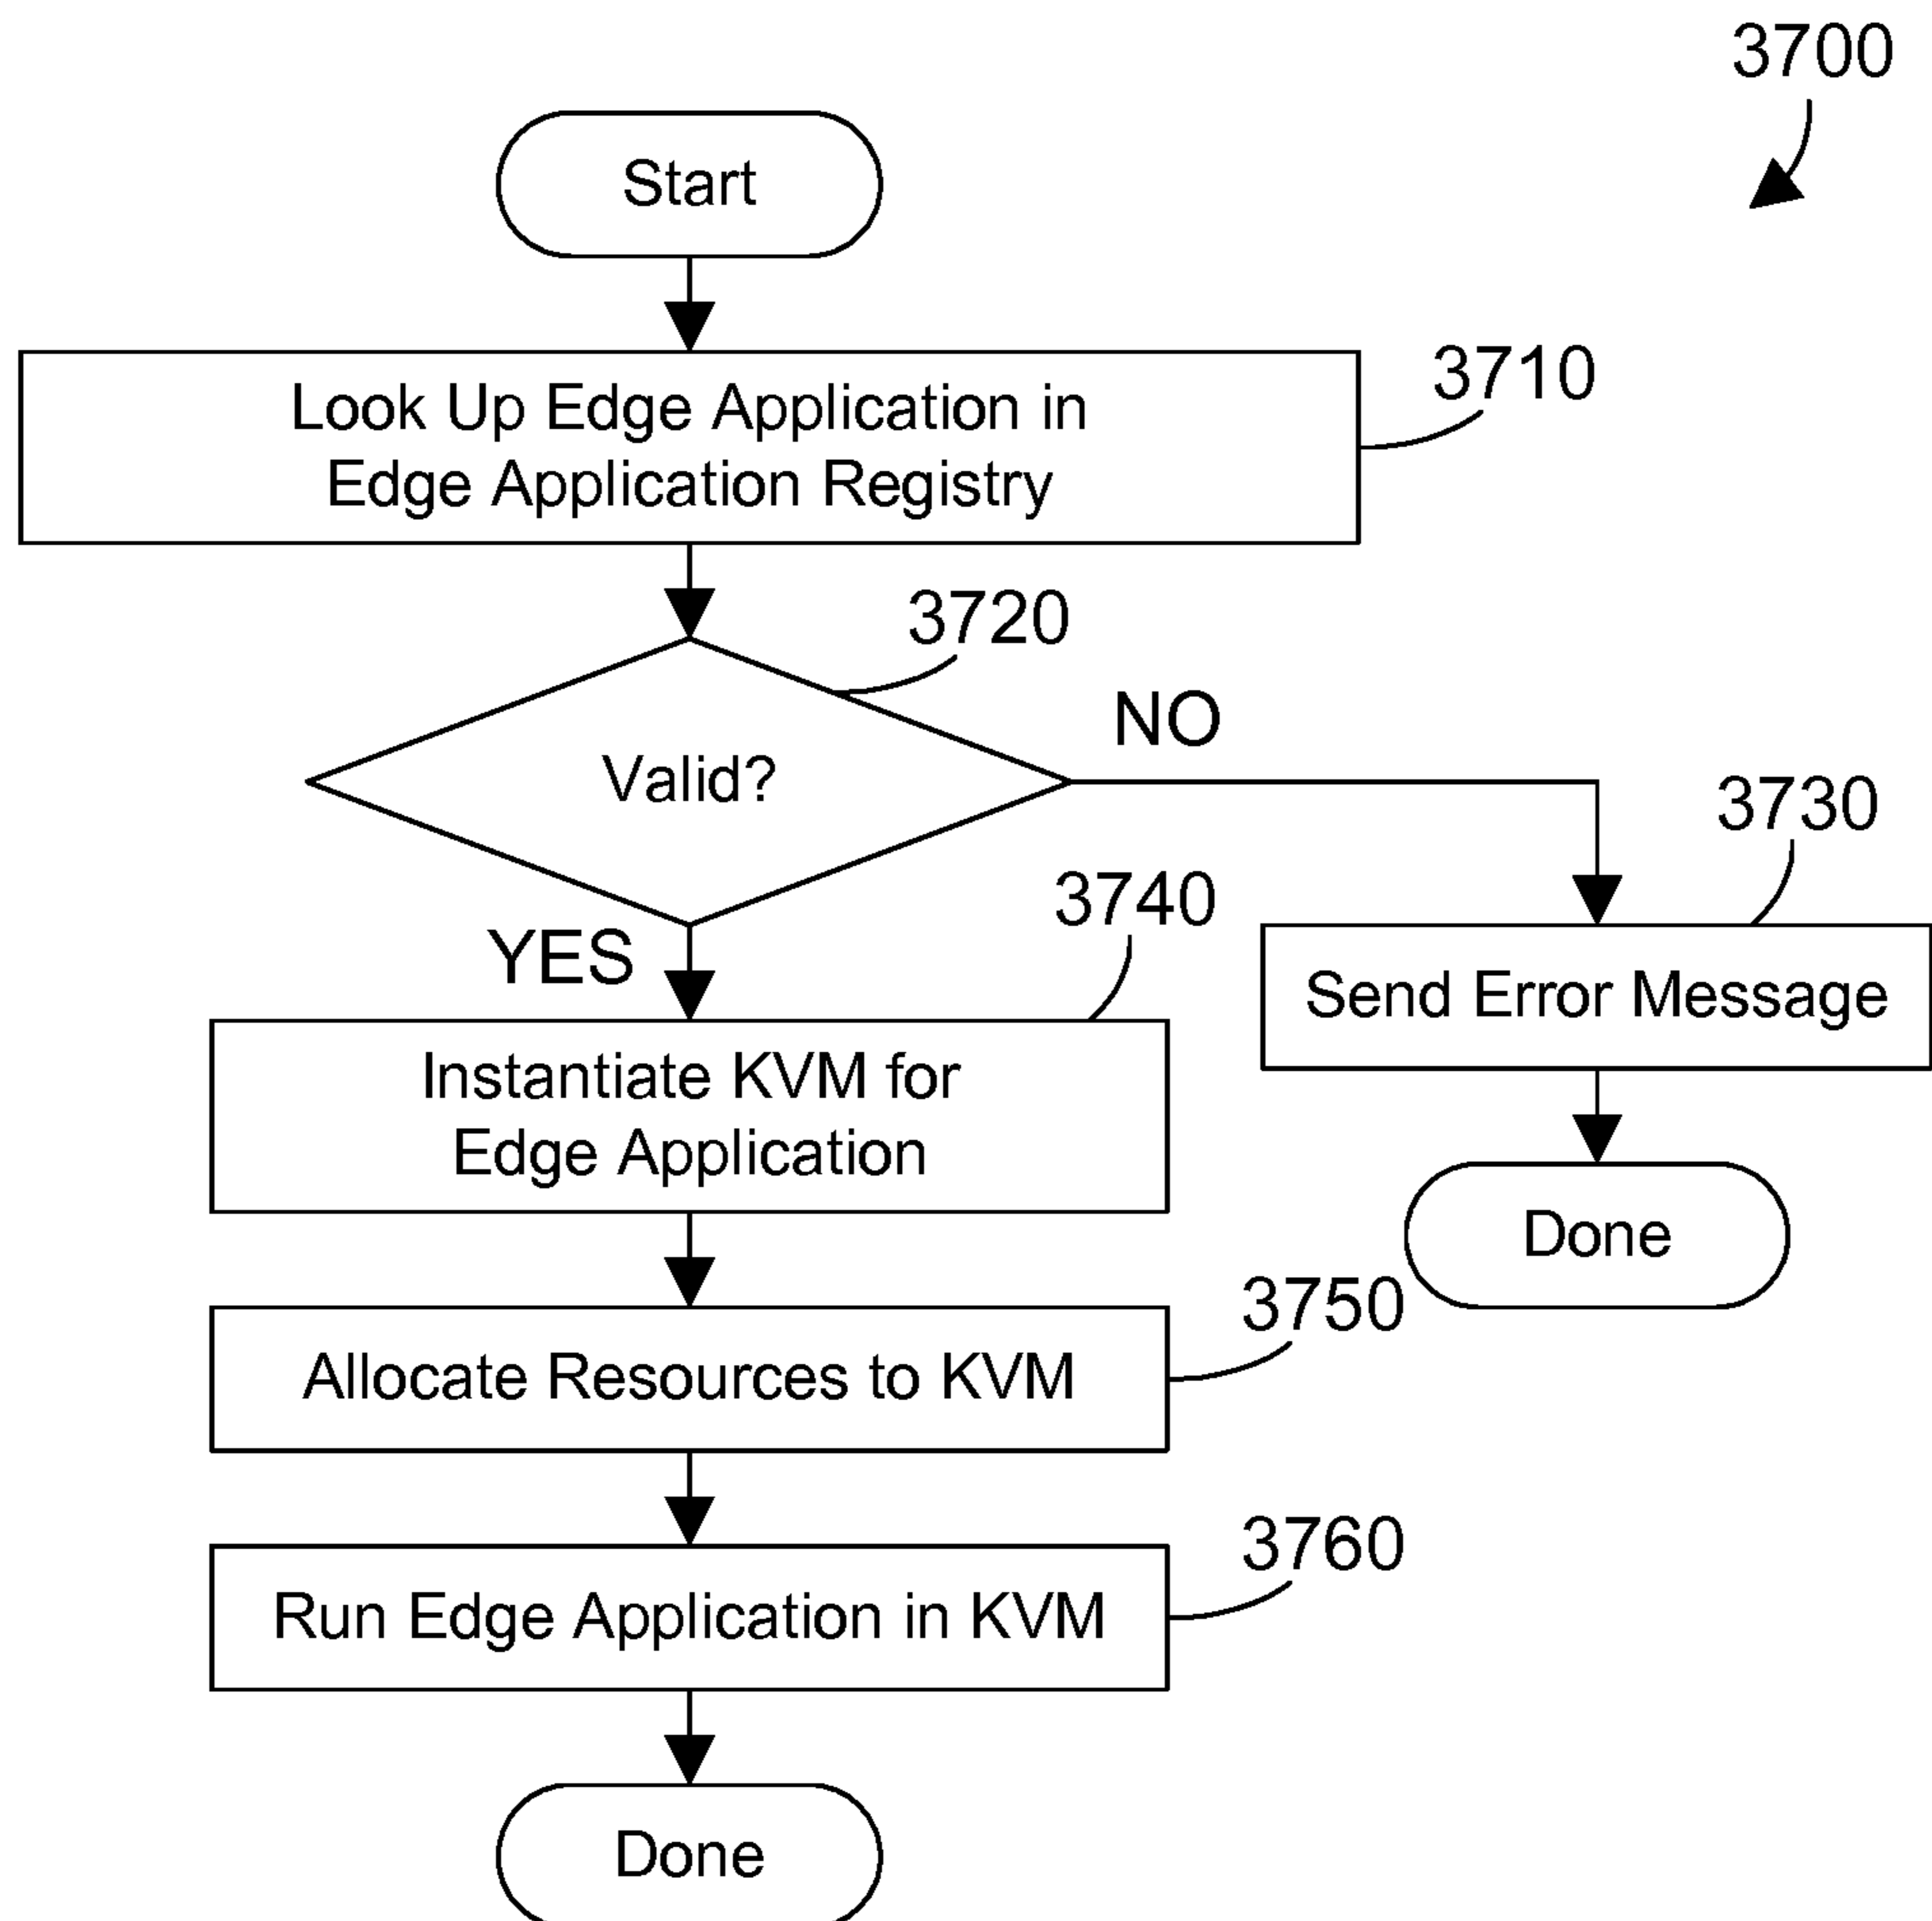 3700
Start
Look Up Edge Application in
Edge Application Registry
3710
3720
Valid?
NO
3730
YES
3740
Send Error Message
Instantiate KVM for
Edge Application
Done
3750
Allocate Resources to KVM
3760
Run Edge Application in KVM
Done